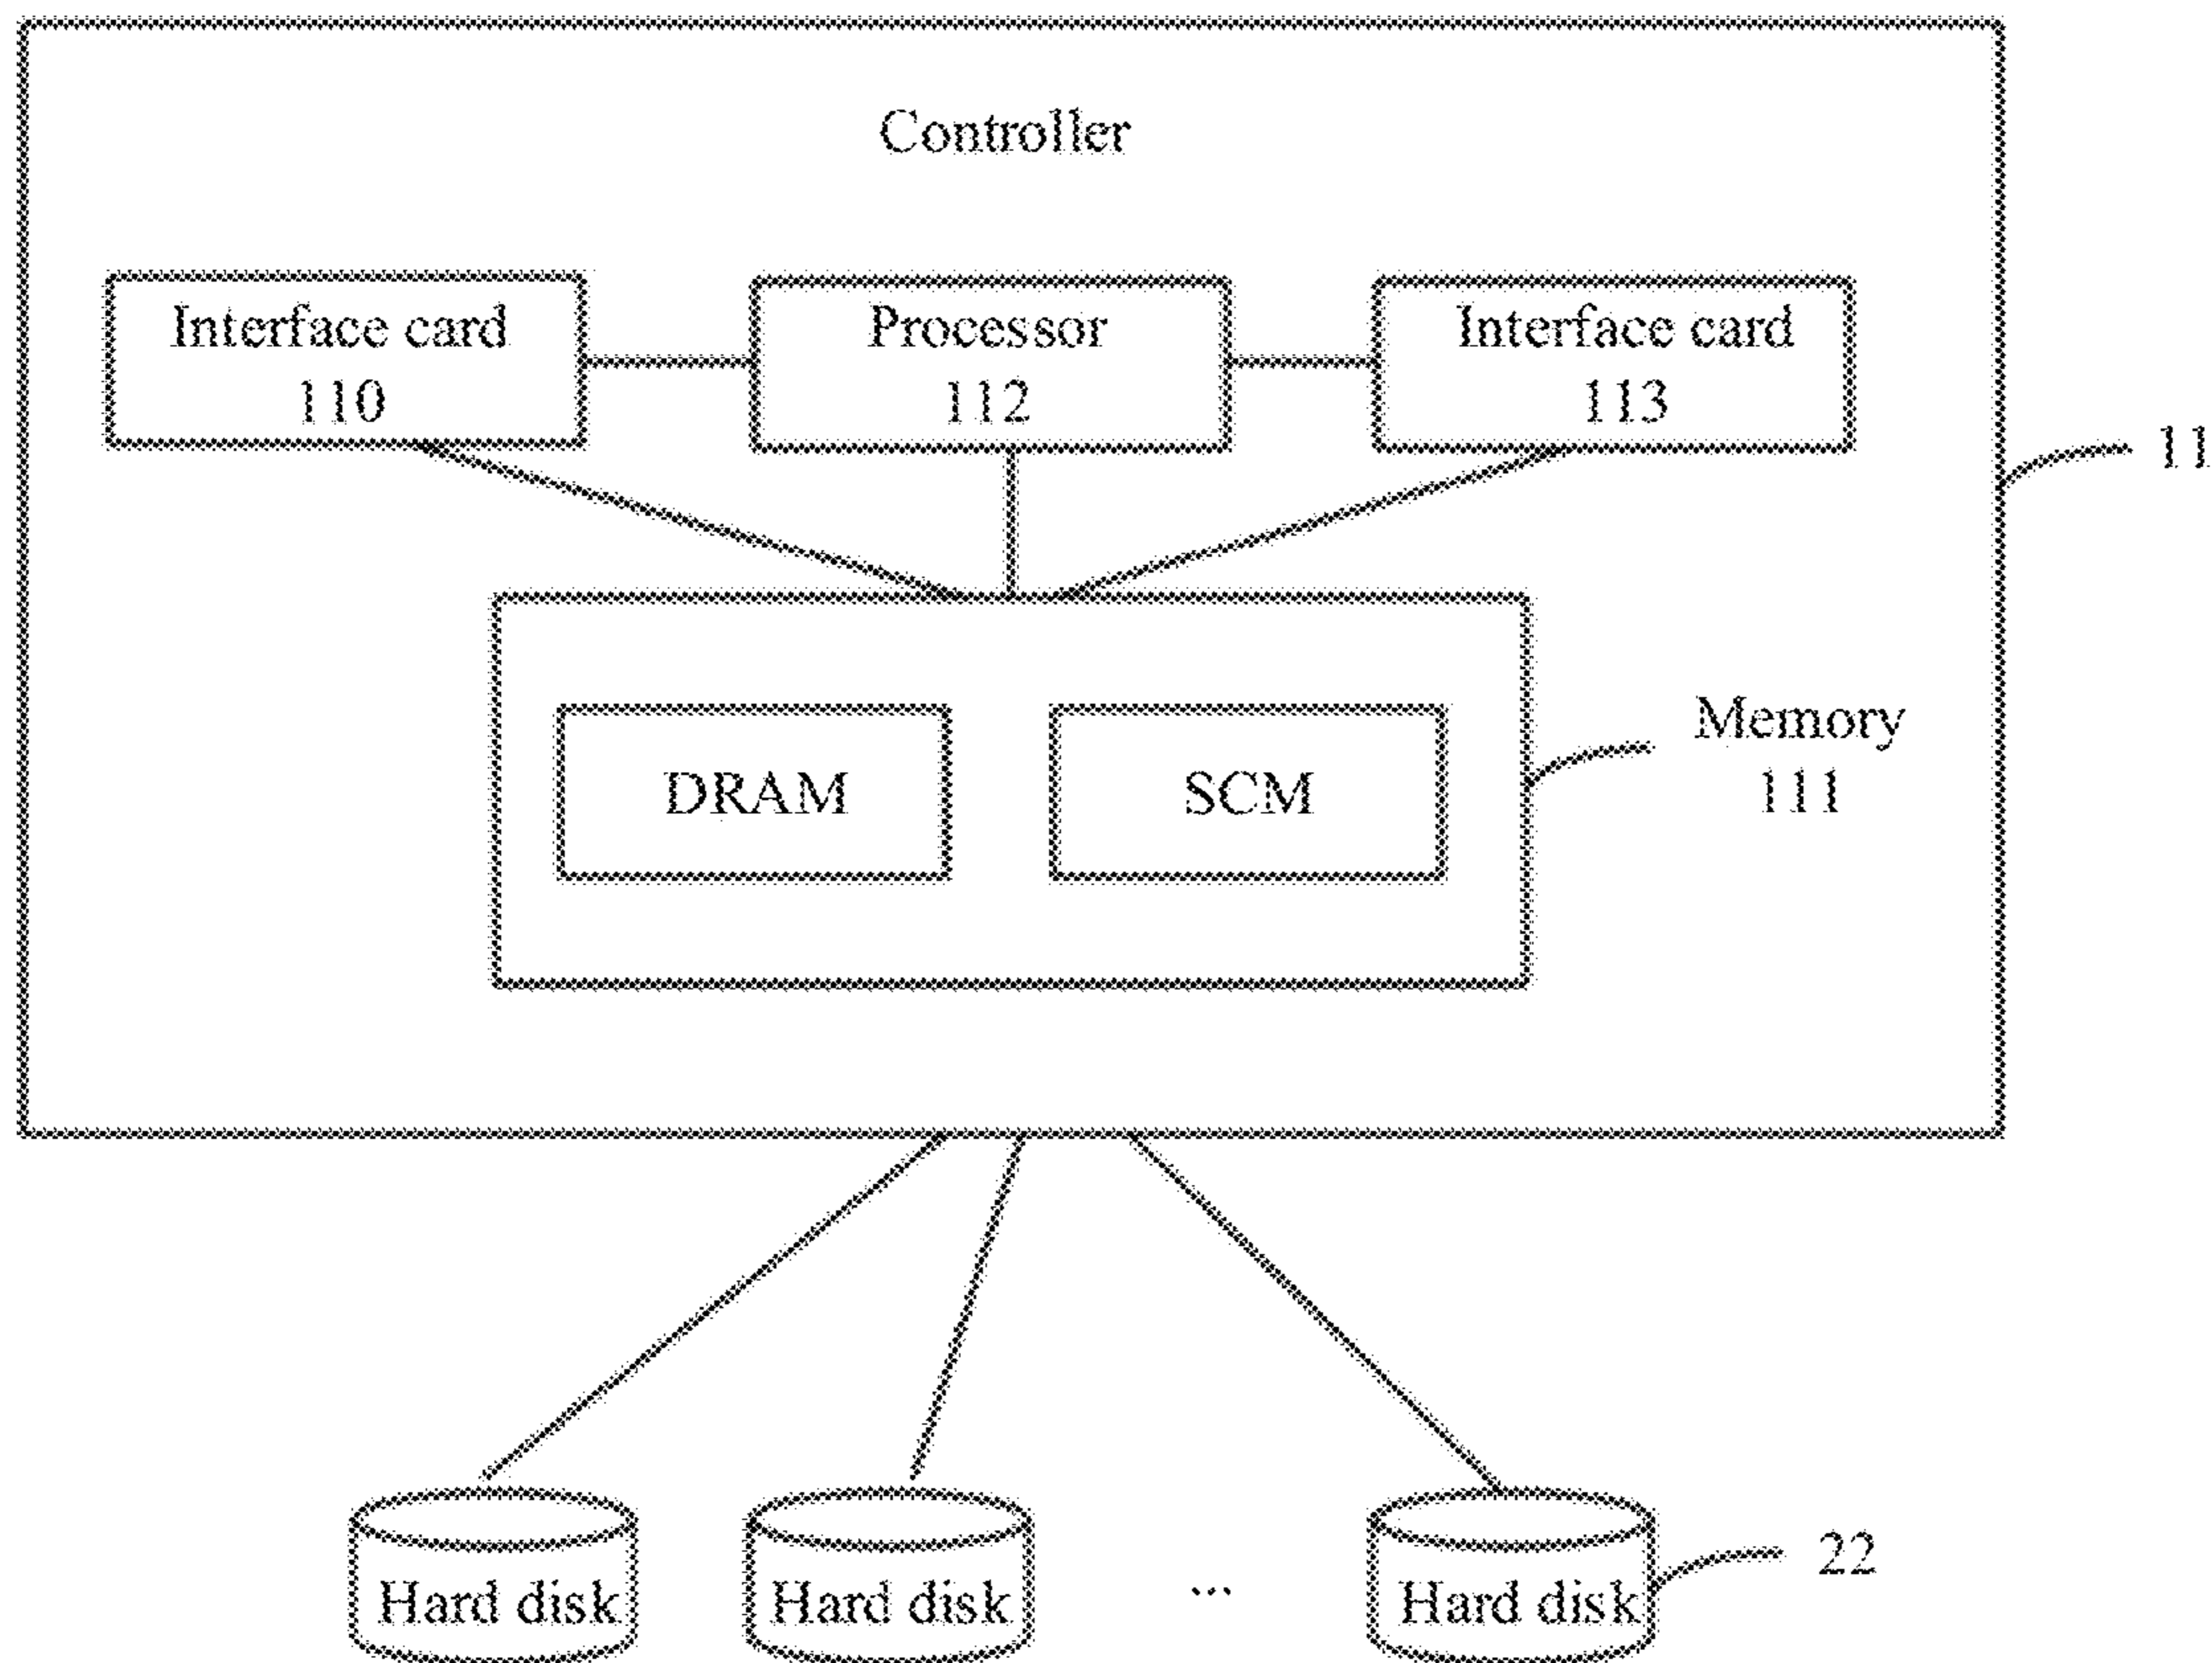 Controller
Interface card
110
Processor
112
Interface card
113
11
DRAM
SCM
Memory
111
Hard disk
Hard disk
...
Hard disk
22